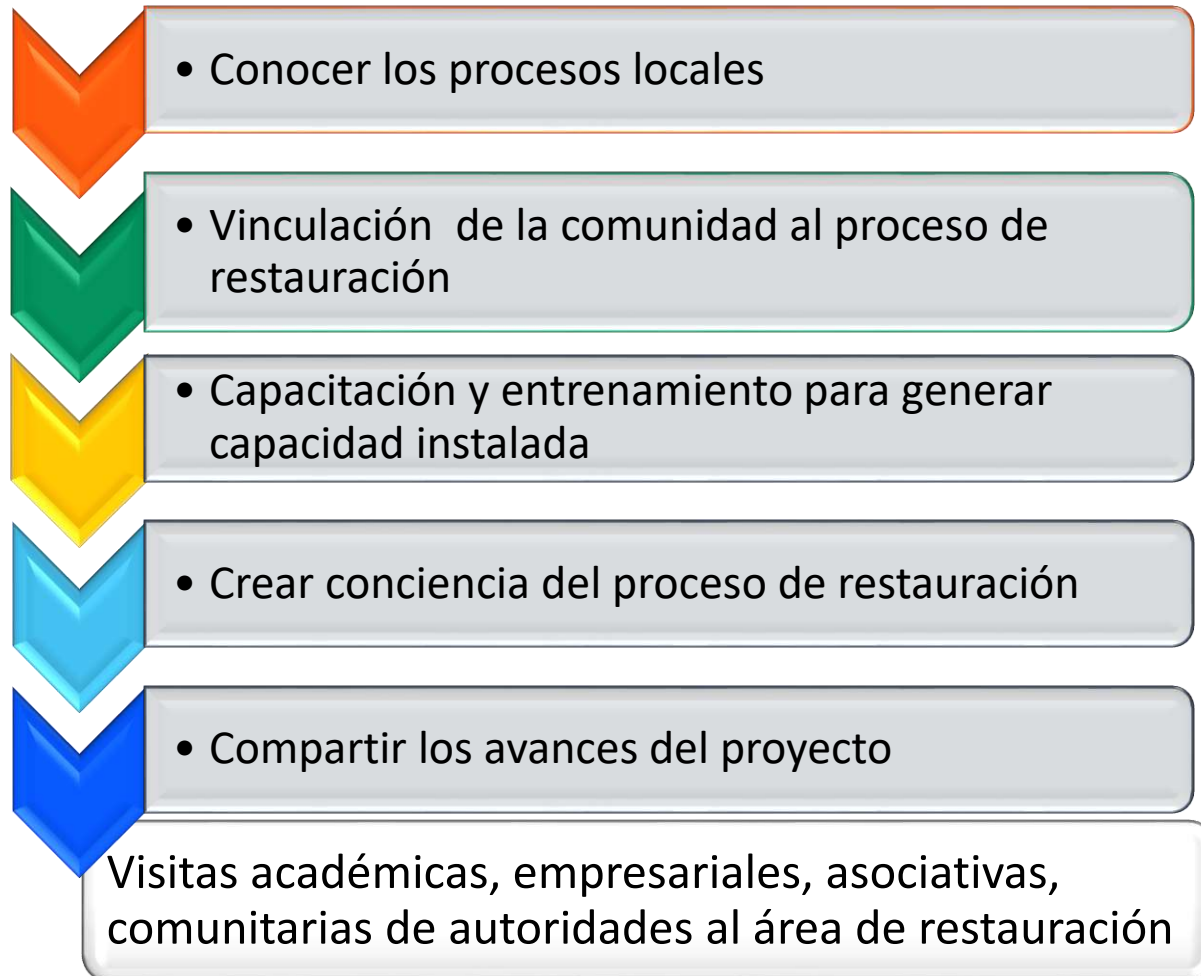 • Conocer los procesos locales
• Vinculación  de la comunidad al proceso de
restauración
• Capacitación y entrenamiento para generar
capacidad instalada
• Crear conciencia del proceso de restauración
• Compartir los avances del proyecto
Visitas académicas, empresariales, asociativas,
comunitarias de autoridades al área de restauración